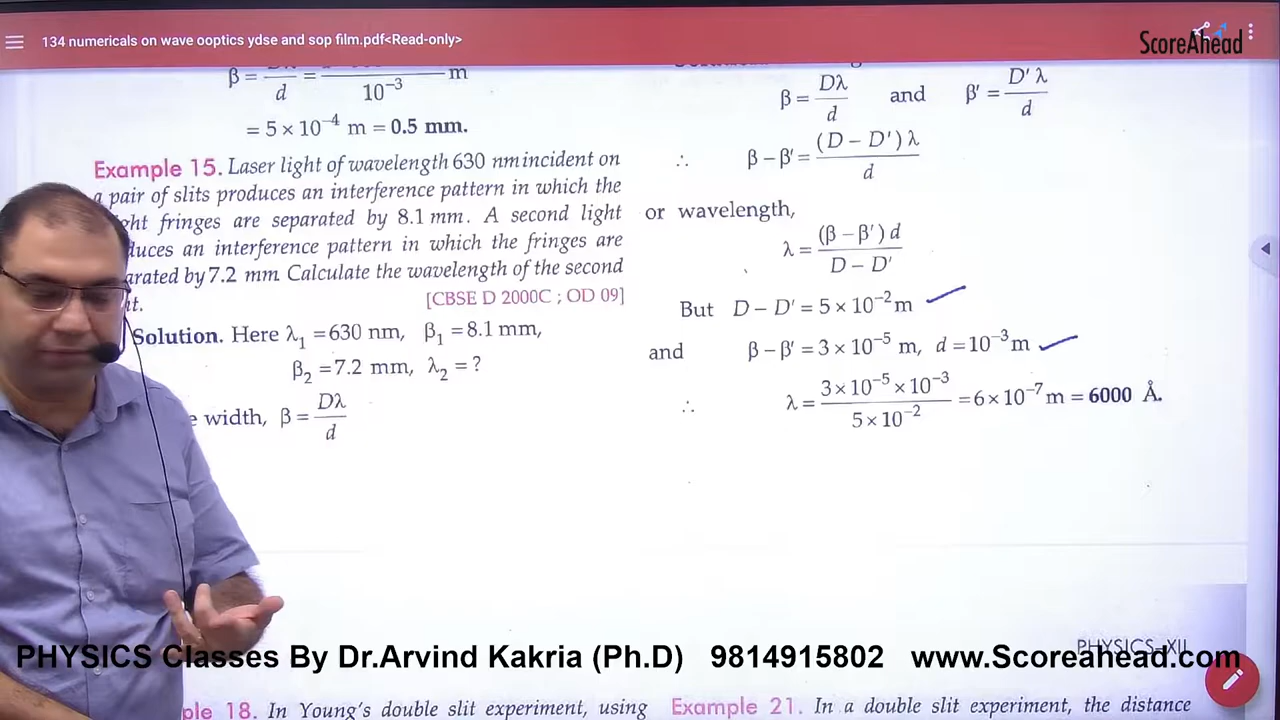 134 numericals on wave ooptics ydse and sop film.pdf<Read-only>
ScoreAhead
β = Dλ/d = m
10⁻³
= 5 × 10⁻⁴ m = 0.5 mm.
Example 15. Laser light of wavelength 630 nm incident on
a pair of slits produces an interference pattern in which the
ght fringes are separated by 8.1 mm. A second light
duces an interference pattern in which the fringes are
arated by 7.2 mm. Calculate the wavelength of the second
t.
[CBSE D 2000C ; OD 09]
Solution. Here λ₁ = 630 nm, β₁ = 8.1 mm,
β₂ = 7.2 mm, λ₂ = ?
e width, β = Dλ/d
β = Dλ/d and β′ = D′λ/d
∴ β – β′ = (D – D′) λ/d
or wavelength,
λ = (β – β′) d/D – D′
But D – D′ = 5 × 10⁻² m
and β – β′ = 3 × 10⁻⁵ m, d = 10⁻³ m
∴ λ = 3 × 10⁻⁵ × 10⁻³/5 × 10⁻² = 6 × 10⁻⁷ m = 6000 Å.
PHYSICS–XII
PHYSICS Classes By Dr.Arvind Kakria (Ph.D) 9814915802 www.Scoreahead.com
ple 18. In Young's double slit experiment, using
Example 21. In a double slit experiment, the distance